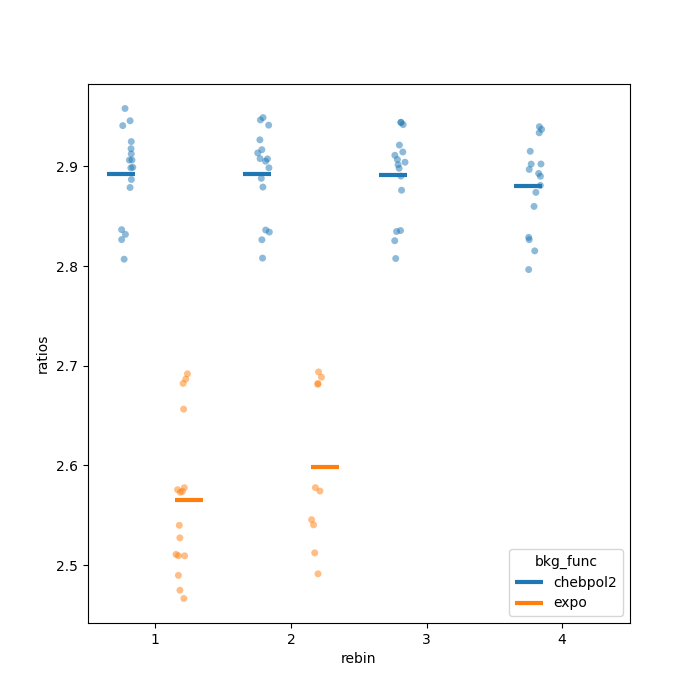 2.9
2.8
2.7
2.6
2.5
ratios
1 2 3 4
rebin
bkg_func
chebpol2
expo